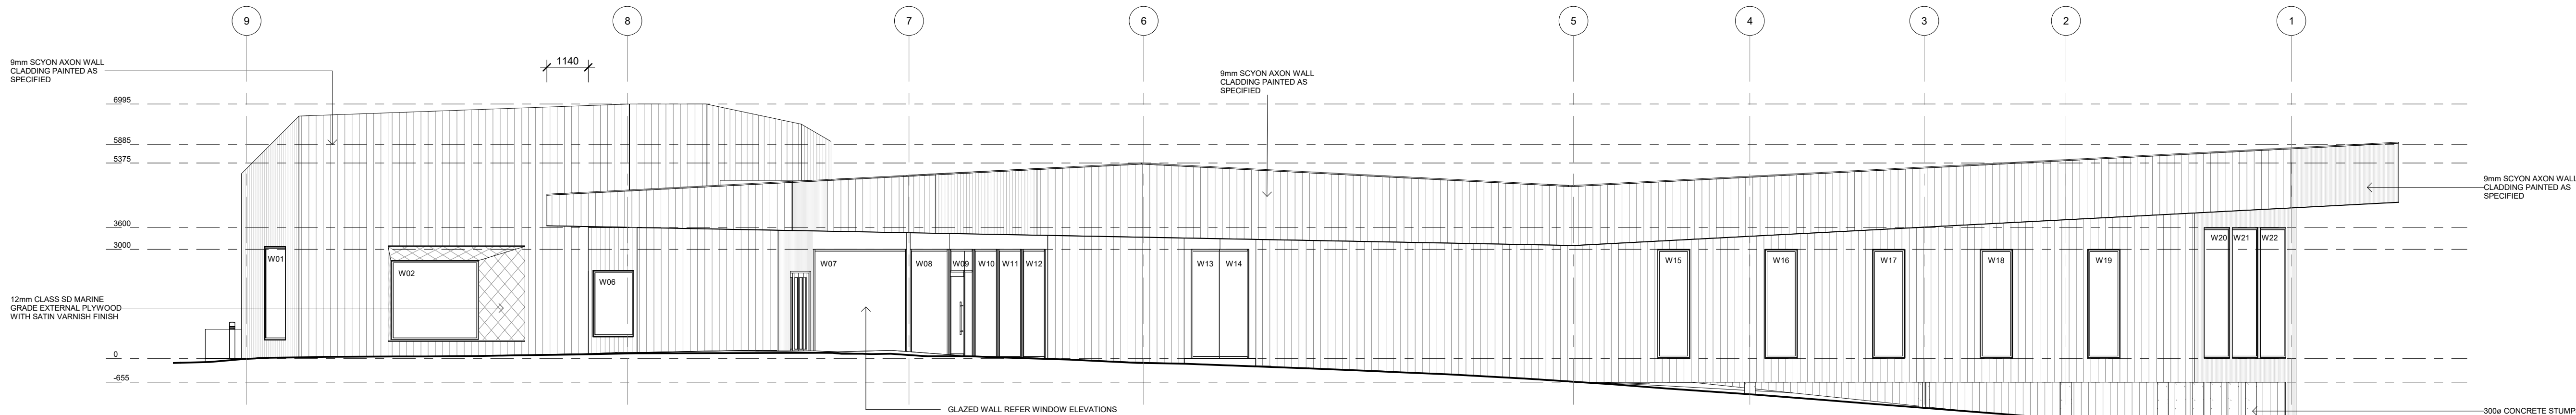 9 8 7 6 5 4 3 2 1
9mm SCYON AXON WALL
CLADDING PAINTED AS
SPECIFIED
1140
9mm SCYON AXON WALL
CLADDING PAINTED AS
SPECIFIED
6995
5885
5375
9mm SCYON AXON WALL
CLADDING PAINTED AS
SPECIFIED
3600
3000
W01
W02
W06
W07
W08
W09
W10
W11
W12
W13
W14
W15
W16
W17
W18
W19
W20
W21
W22
12mm CLASS SD MARINE
GRADE EXTERNAL PLYWOOD
WITH SATIN VARNISH FINISH
0
-655
GLAZED WALL REFER WINDOW ELEVATIONS
300ø CONCRETE STUMP